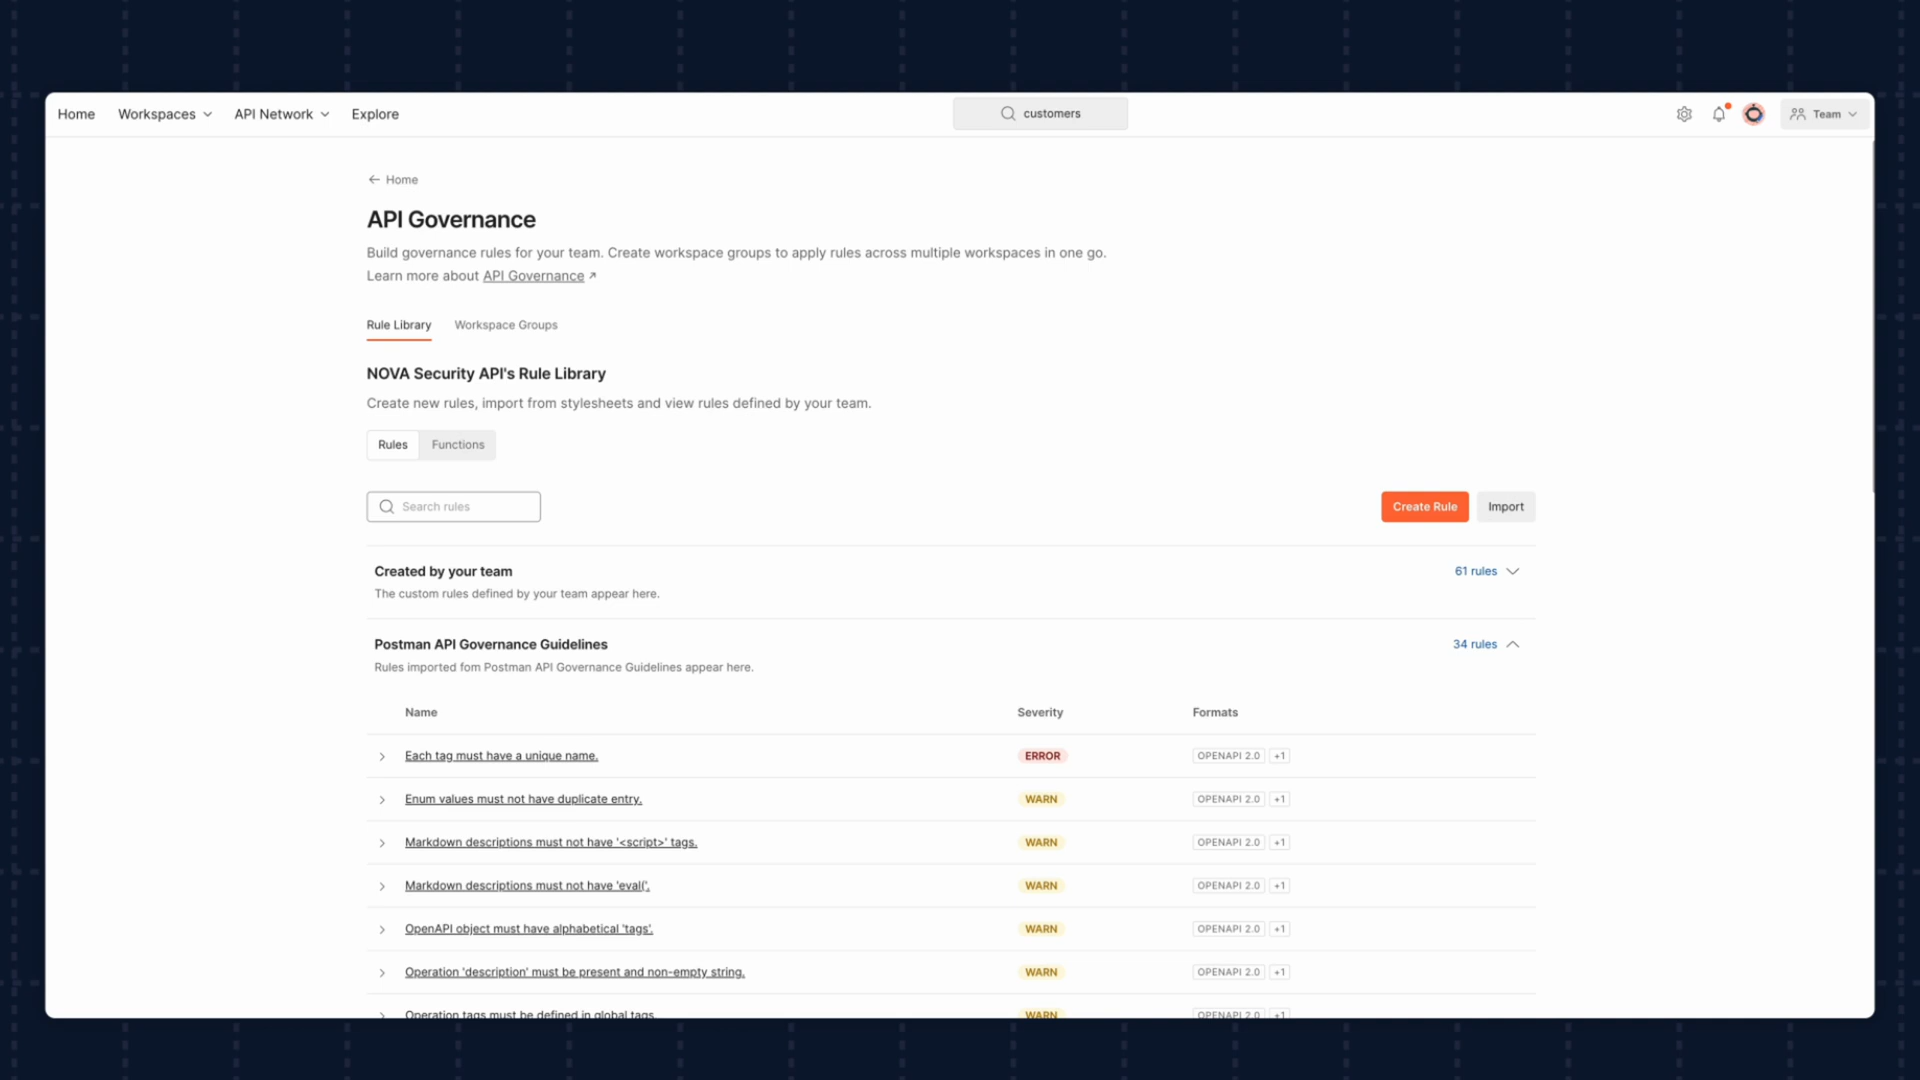 Home Workspaces API Network Explore customers Team
Home
API Governance
Build governance rules for your team. Create workspace groups to apply rules across multiple workspaces in one go.
Learn more about API Governance ↗
Rule Library Workspace Groups
NOVA Security API's Rule Library
Create new rules, import from stylesheets and view rules defined by your team.
Rules Functions
Search rules Create Rule Import
Created by your team 61 rules
The custom rules defined by your team appear here.
Postman API Governance Guidelines 34 rules
Rules imported fom Postman API Governance Guidelines appear here.
Name Severity Formats
Each tag must have a unique name. ERROR OPENAPI 2.0 +1
Enum values must not have duplicate entry. WARN OPENAPI 2.0 +1
Markdown descriptions must not have '<script>' tags. WARN OPENAPI 2.0 +1
Markdown descriptions must not have 'eval('. WARN OPENAPI 2.0 +1
OpenAPI object must have alphabetical 'tags'. WARN OPENAPI 2.0 +1
Operation 'description' must be present and non-empty string. WARN OPENAPI 2.0 +1
Operation tags must be defined in global tags WARN OPENAPI 2.0 +1